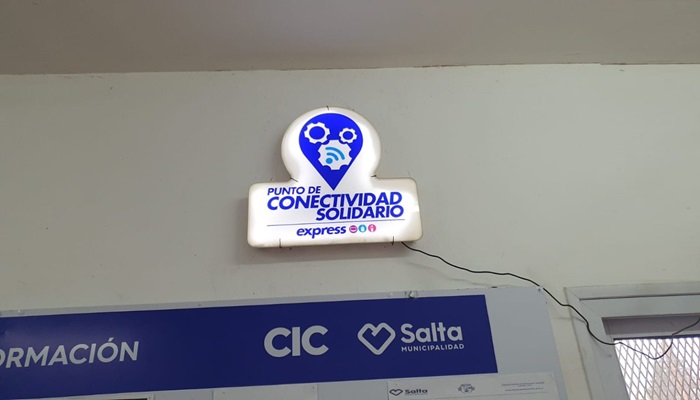 PUNTO DE
CONECTIVIDAD
SOLIDARIO
express
ORMACIÓN
CIC
Salta
MUNICIPALIDAD
Salta